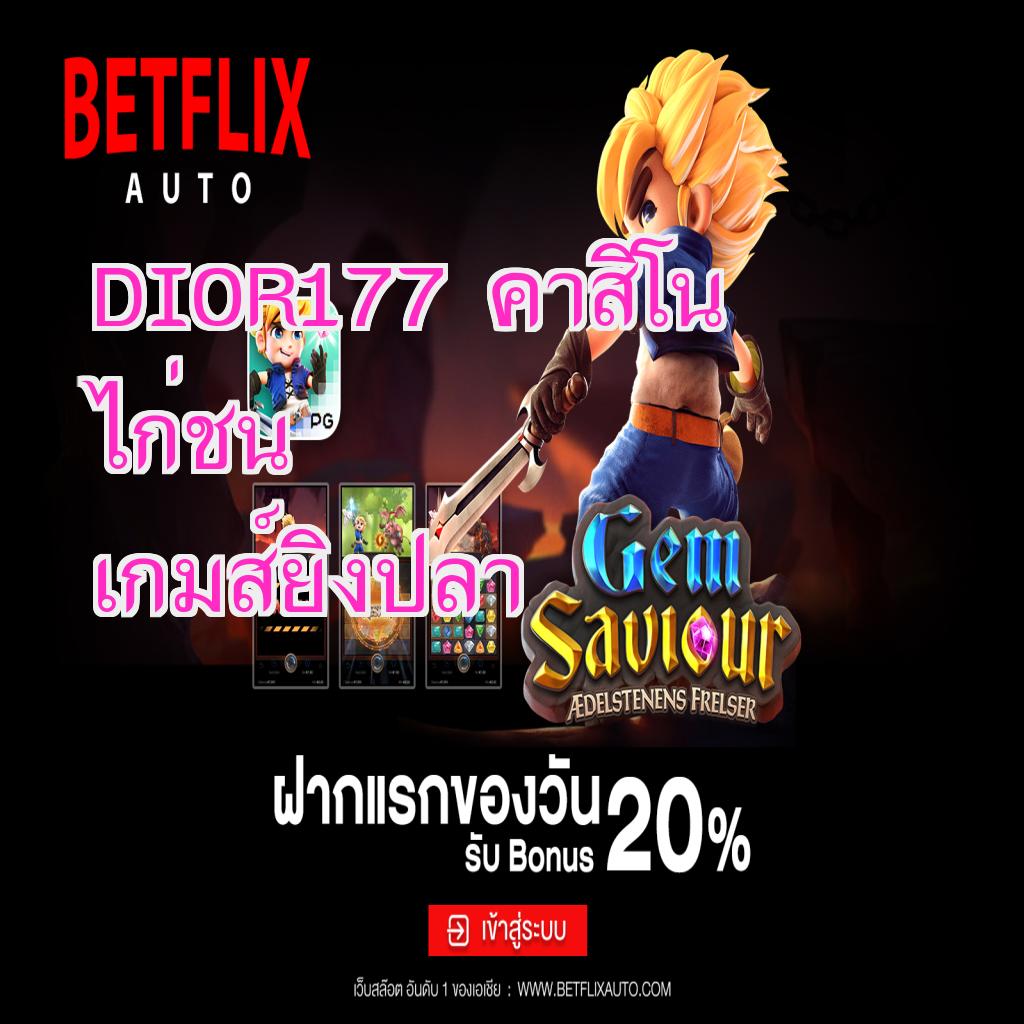 BETFLIX
AUTO
DIOR177 คาสิโน
ไก่ชน
PG
เกมส์ยิงปลา
Gem
Saviour
ÆDELSTENENS FRELSER
ฝากแรกของวัน
รับ Bonus 20%
เข้าสู่ระบบ
เว็บสล๊อต อันดับ 1 ของเอเชีย : WWW.BETFLIXAUTO.COM